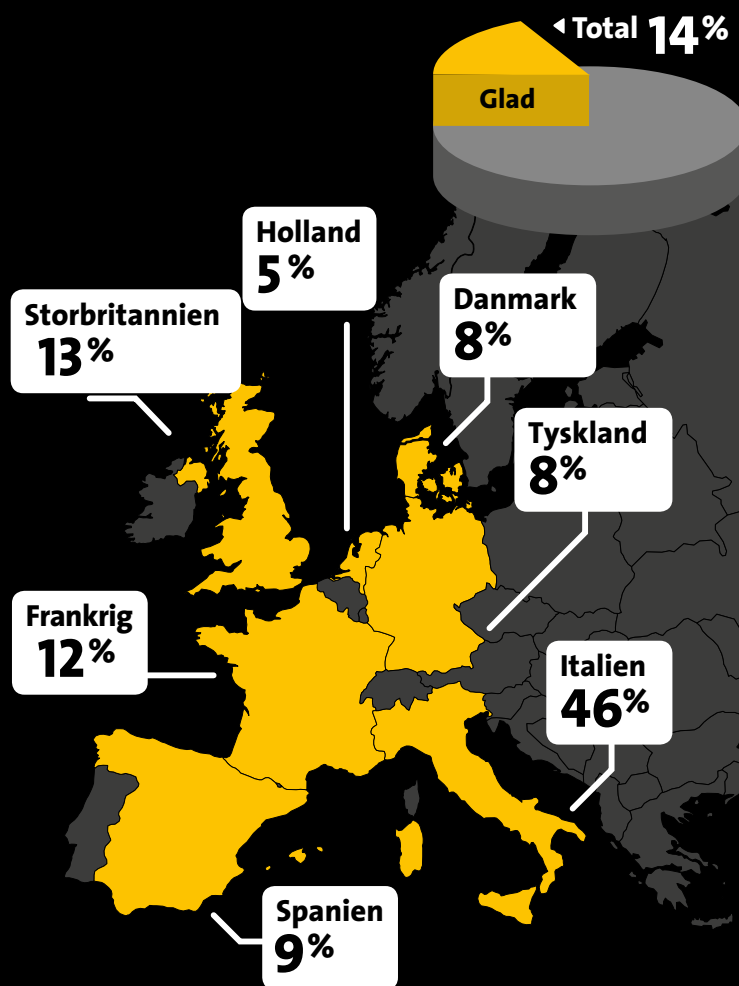 Total 14%
Glad
Holland
5%
Danmark
8%
Storbritannien
13%
Tyskland
8%
Frankrig
12%
Italien
46%
Spanien
9%